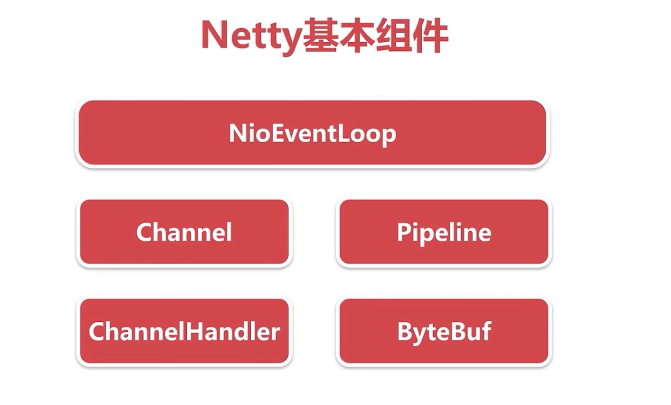 Netty基本组件
NioEventLoop
Channel
Pipeline
ChannelHandler
ByteBuf